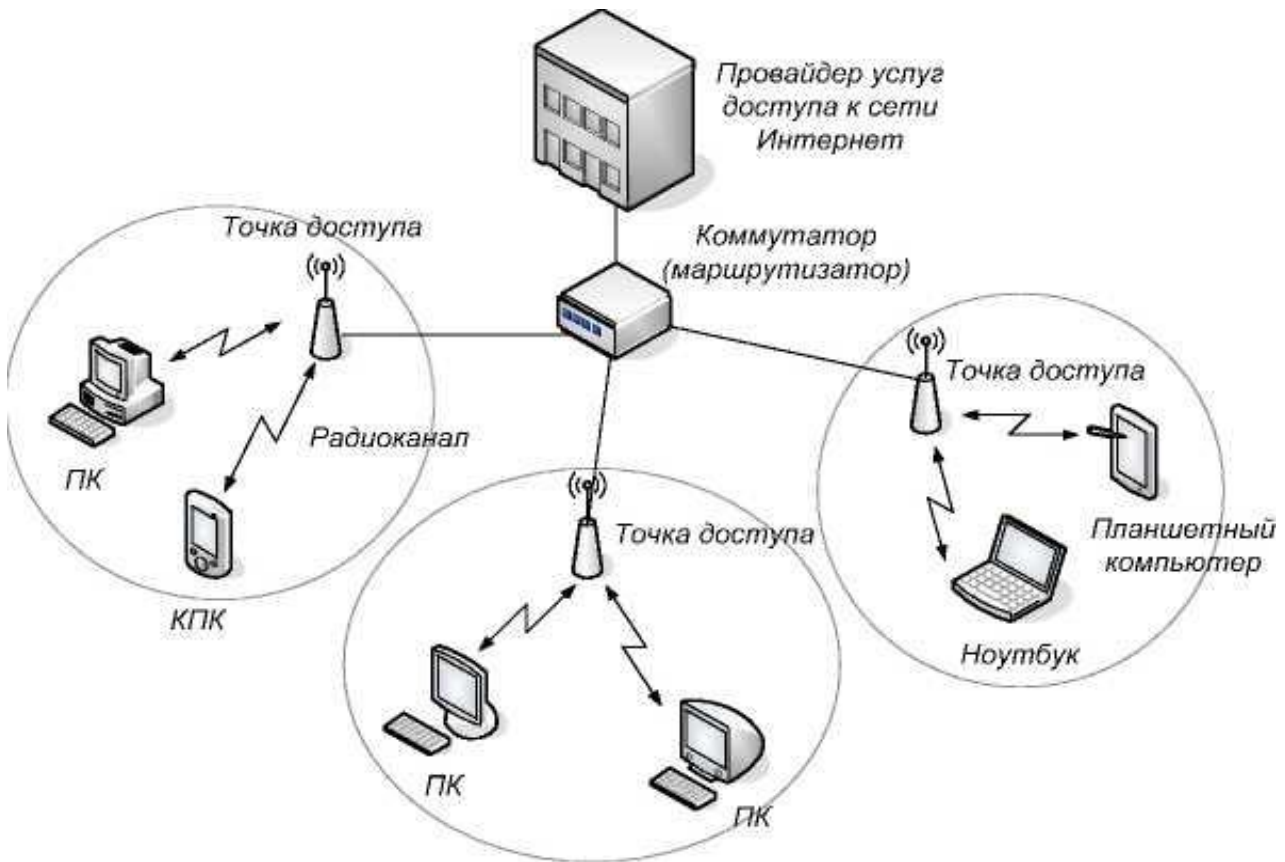 Провайдер услуг
доступа к сети
Интернет
Точка доступа
Коммутатор
(маршрутизатор)
Точка доступа
Радиоканал
ПК
Точка доступа
Планшетный
компьютер
КПК
Ноутбук
ПК
ПК